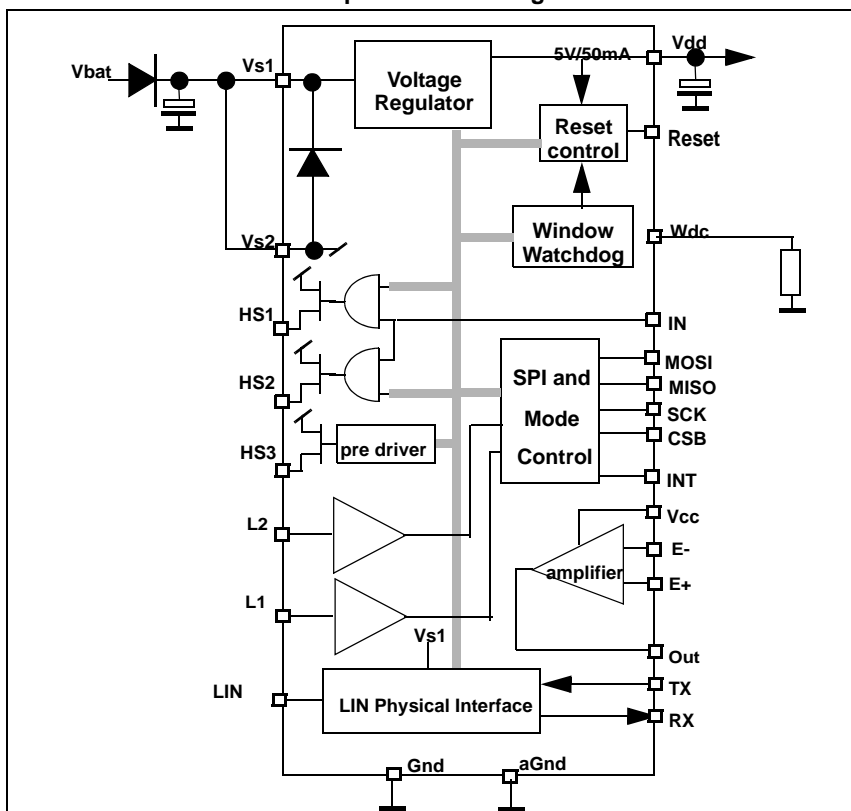 Vbat
Vs1
Voltage
Regulator
5V/50mA
Vdd
Reset
control
Reset
Window
Watchdog
Wdc
Vs2
HS1
IN
HS2
SPI and
Mode
Control
MOSI
MISO
SCK
CSB
INT
HS3
pre driver
L2
Vcc
E-
E+
amplifier
L1
Vs1
Out
LIN
LIN Physical Interface
TX
RX
Gnd
aGnd